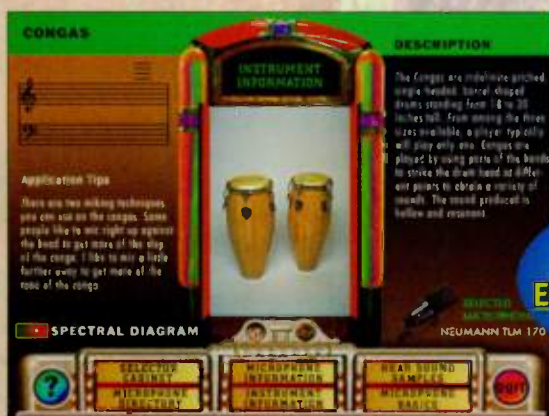 CONGAS
Application Tips
There are two miking techniques
you can use on the congas. Some
people like to mic right up against
the head to get more of the slap
of the conga. I like to mic a little
further away to get more of the
tone of the conga
SPECTRAL DIAGRAM
INSTRUMENT
INFORMATION
DESCRIPTION
The Congas are indefinite pitched
single headed, barrel shaped
drums standing from 18 to 30
inches tall. From among the three
sizes available, a player typically
will play only one. Congas are
played by using parts of the hands
to strike the drum head at differ-
ent points to obtain a variety of
sounds. The sound produced is
hollow and resonant.
E
SELECTED
MICROPHONE
NEUMANN TLM 170
?
SELECTOR
CABINET
MICROPHONE
INFORMATION
HEAR SOUND
SAMPLES
MICROPHONE
DIRECTORY
INSTRUMENT
INFORMATION
MICROPHONE
BASICS
QUIT